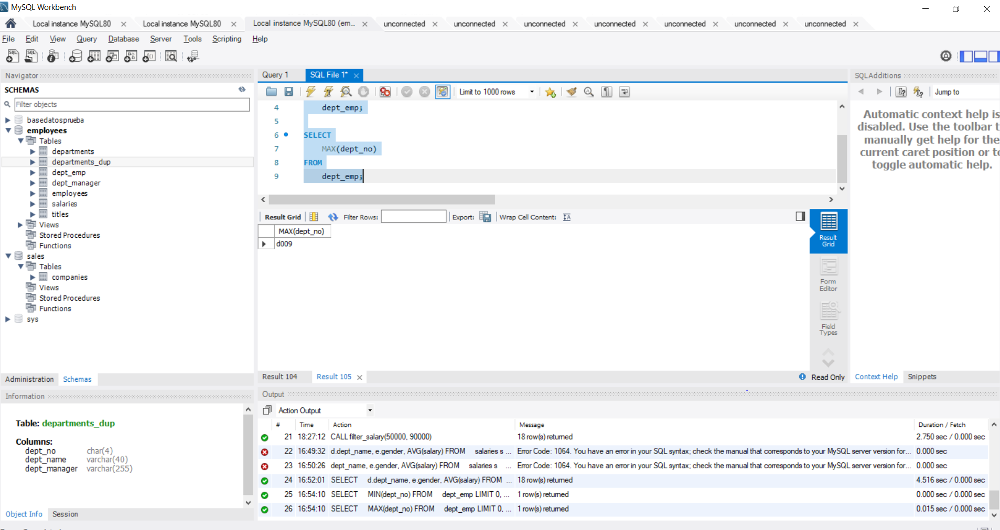 MySQL Workbench
Local instance MySQL80
Local instance MySQL80
Local instance MySQL80 (em...
unconnected
unconnected
unconnected
unconnected
unconnected
unconnected
unconnected
File Edit View Query Database Server Tools Scripting Help
Navigator
SCHEMAS
Filter objects
basedatosprueba
employees
Tables
departments
departments_dup
dept_emp
dept_manager
employees
salaries
titles
Views
Stored Procedures
Functions
sales
Tables
companies
Views
Stored Procedures
Functions
sys
Administration Schemas
Information
Table: departments_dup
Columns:
dept_no char(4)
dept_name varchar(40)
dept_manager varchar(255)
Object Info Session
Query 1 SQL File 1*
Limit to 1000 rows
4 dept_emp;
5
6 SELECT
7 MAX(dept_no)
8 FROM
9 dept_emp;
Result Grid Filter Rows: Export: Wrap Cell Content:
MAX(dept_no)
d009
Result
Grid
Form
Editor
Field
Types
Result 104 Result 105 Read Only
SQLAdditions
Jump to
Automatic context help is
disabled. Use the toolbar t
manually get help for the
current caret position or to
toggle automatic help.
Context Help Snippets
Output
Action Output
# Time Action Message Duration / Fetch
21 18:27:12 CALL filter_salary(50000, 90000) 18 row(s) returned 2.750 sec / 0.000 sec
22 16:49:32 d.dept_name, e.gender, AVG(salary) FROM salaries s ... Error Code: 1064. You have an error in your SQL syntax; check the manual that corresponds to your MySQL server version for... 0.000 sec
23 16:50:26 dept_name, e.gender, AVG(salary) FROM salaries s ... Error Code: 1064. You have an error in your SQL syntax; check the manual that corresponds to your MySQL server version for... 0.000 sec
24 16:52:01 SELECT d.dept_name, e.gender, AVG(salary) FROM ... 18 row(s) returned 4.516 sec / 0.000 sec
25 16:54:10 SELECT MIN(dept_no) FROM dept_emp LIMIT 0, ... 1 row(s) returned 0.000 sec / 0.000 sec
26 16:54:10 SELECT MAX(dept_no) FROM dept_emp LIMIT 0, ... 1 row(s) returned 0.015 sec / 0.000 sec